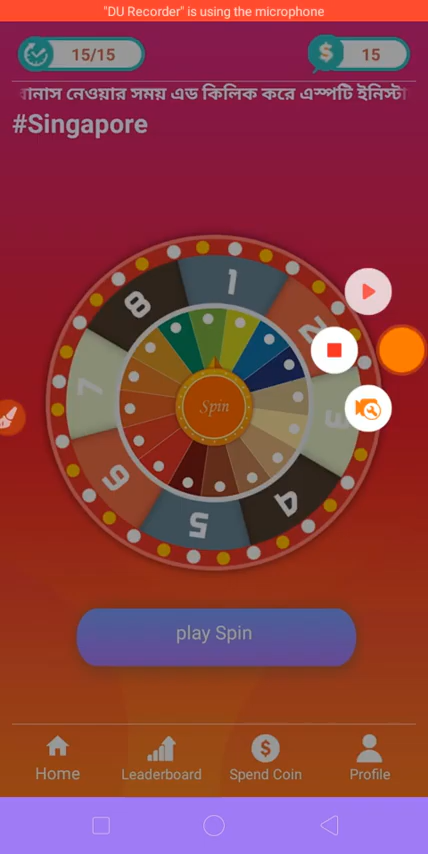 "DU Recorder" is using the microphone
15/15
15
নেওয়ার সময় এড কিলিক করে এস্পটি
#Singapore
1
2
3
4
5
6
7
8
Spin
play Spin
Home
Leaderboard
Spend Coin
Profile